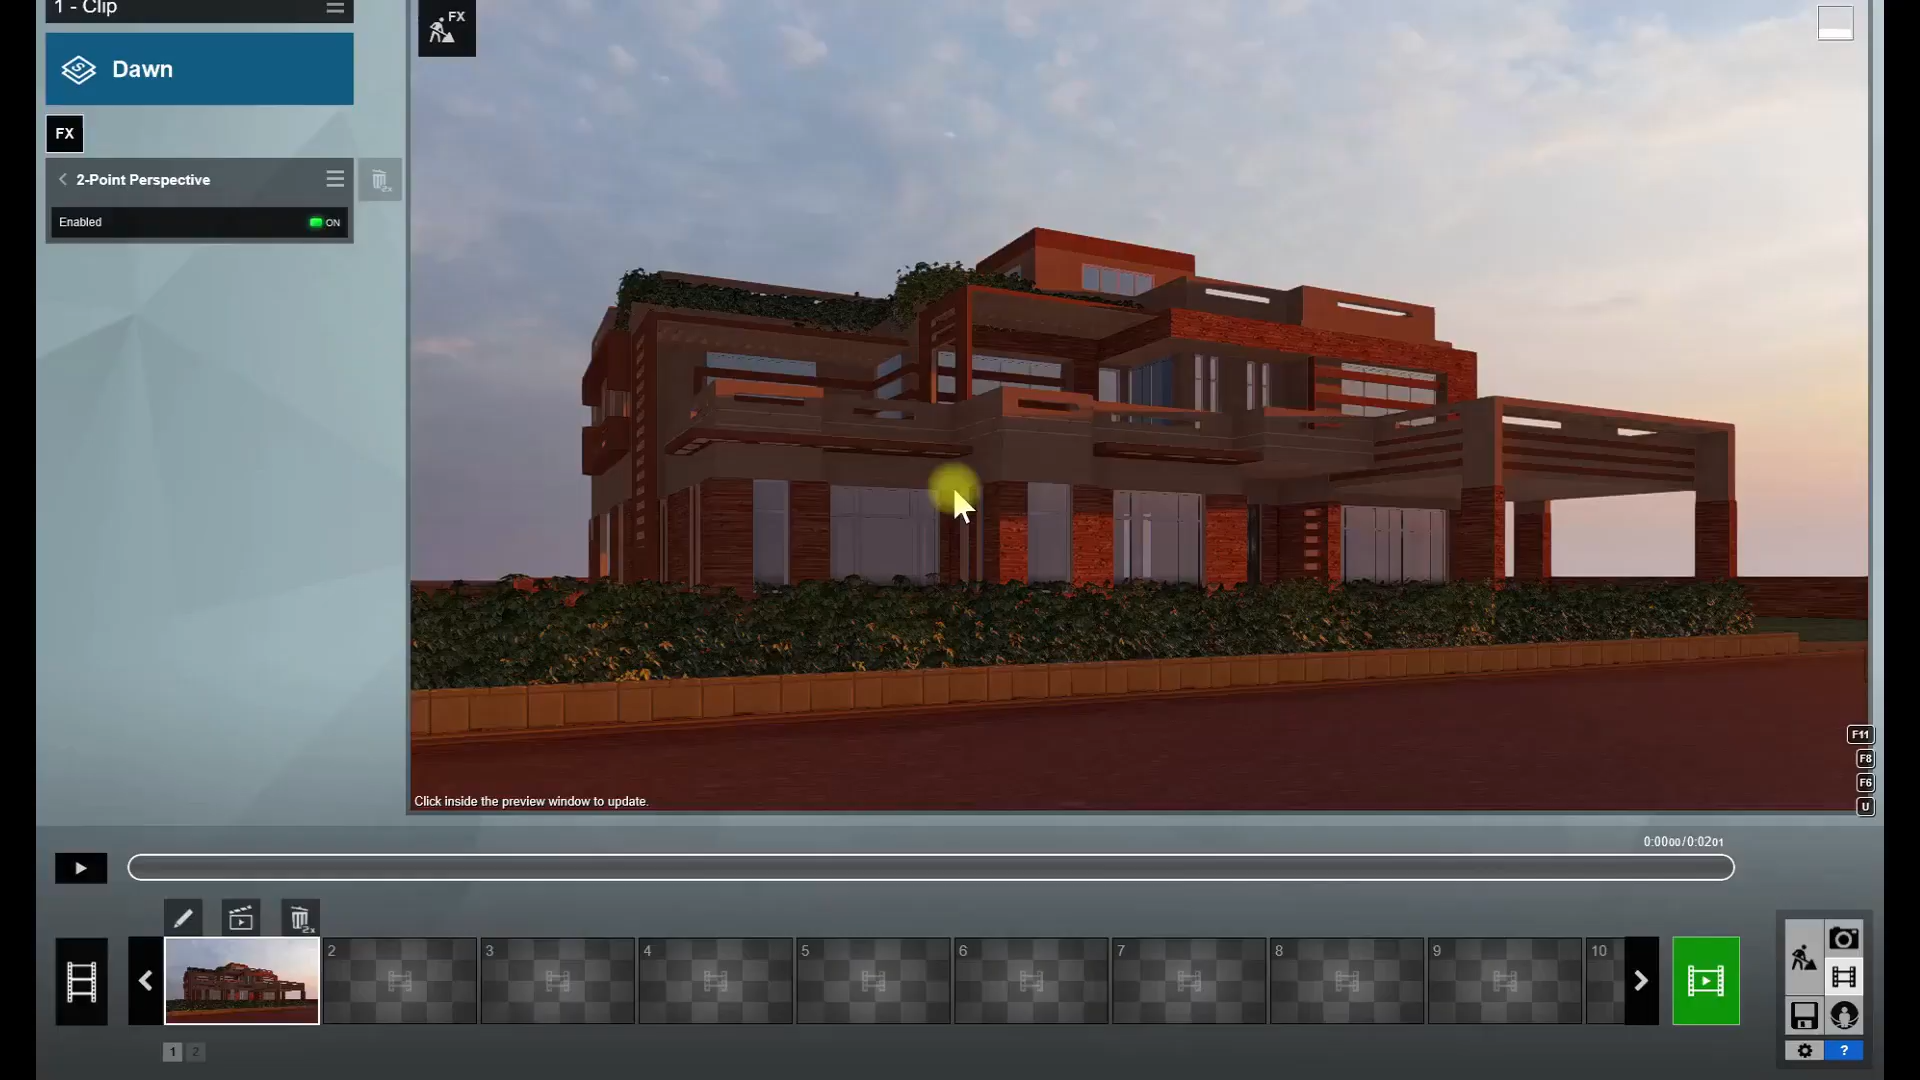 1 - Clip
FX
Dawn
FX
2-Point Perspective
Enabled
ON
F11
F8
F6
U
Click inside the preview window to update.
0:0000/0:0201
2x
2
3
4
5
6
7
8
9
10
1 2
?